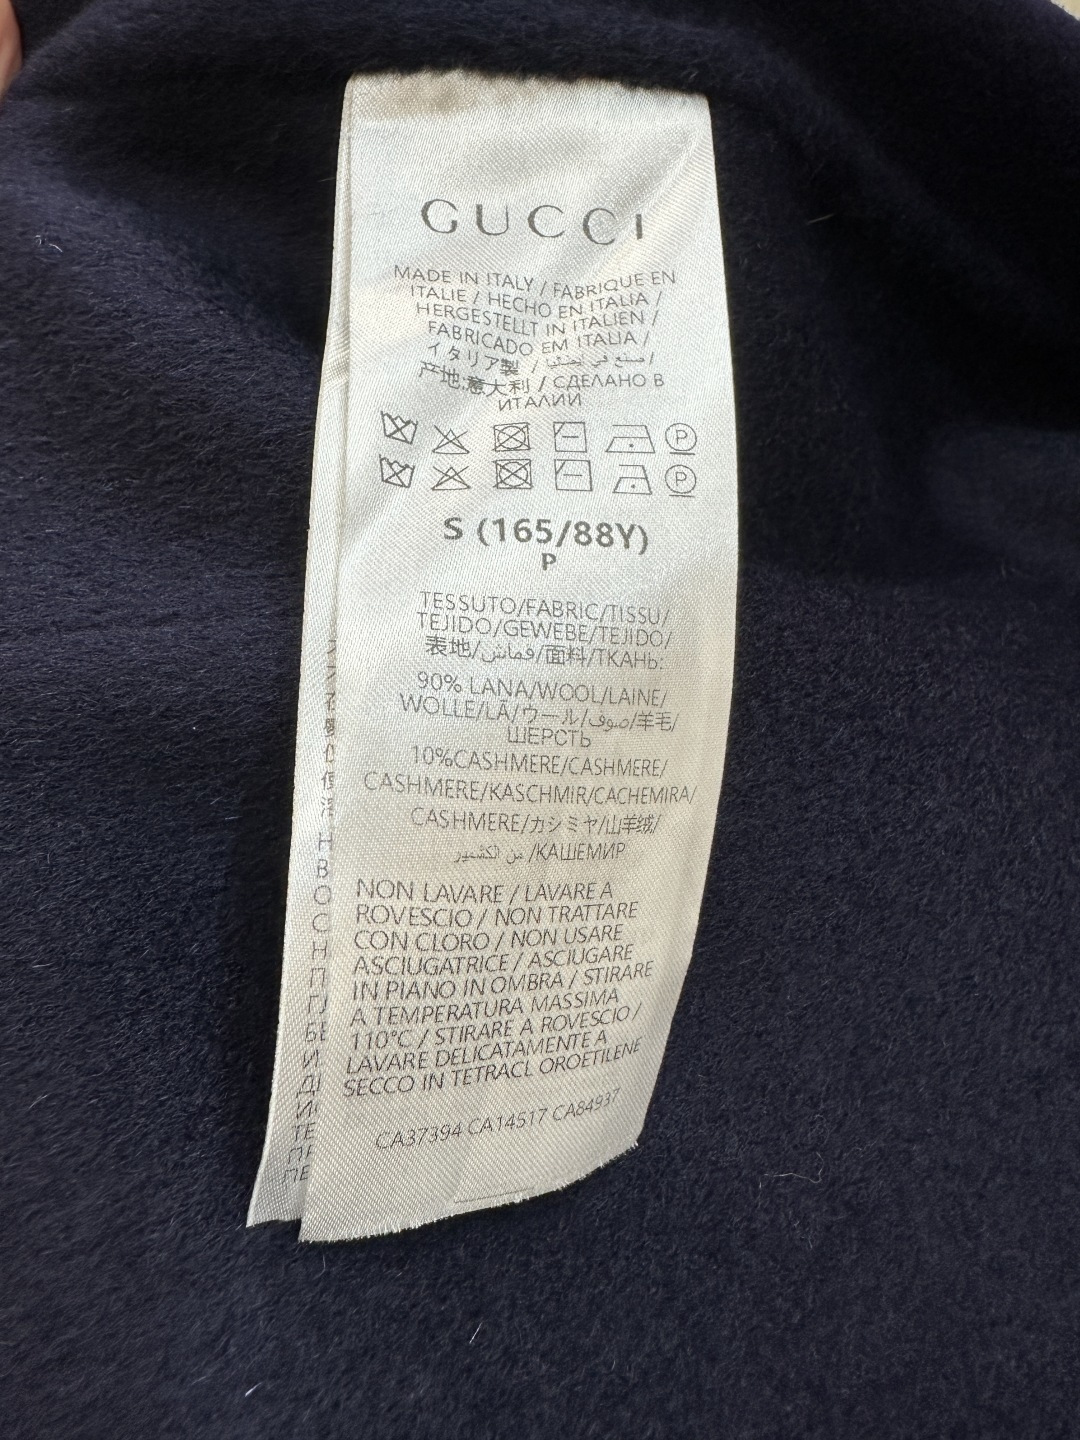 GUCCI
MADE IN ITALY / FABRIQUE EN
ITALIE / HECHO EN ITALIA /
HERGESTELLT IN ITALIEN /
FABRICADO EM ITALIA /
イタリア製 / صنع في إيطاليا /
产地:意大利 / СДЕЛАНО В
ИТАЛИИ
P
P
S (165/88Y)
P
TESSUTO/FABRIC/TISSU/
TEJIDO/GEWEBE/TEJIDO/
表地/قماش/面料/ТКАНЬ:
90% LANA/WOOL/LAINE/
WOLLE/LÃ/ウール/صوف/羊毛/
ШЕРСТЬ
10%CASHMERE/CASHMERE/
CASHMERE/KASCHMIR/CACHEMIRA/
CASHMERE/カシミヤ/山羊绒/
من الكشمير /КАШЕМИР
NON LAVARE / LAVARE A
ROVESCIO / NON TRATTARE
CON CLORO / NON USARE
ASCIUGATRICE / ASCIUGARE
IN PIANO IN OMBRA / STIRARE
A TEMPERATURA MASSIMA
110°C / STIRARE A ROVESCIO /
LAVARE DELICATAMENTE A
SECCO IN TETRACL OROETILENE
CA37394 CA14517 CA84937